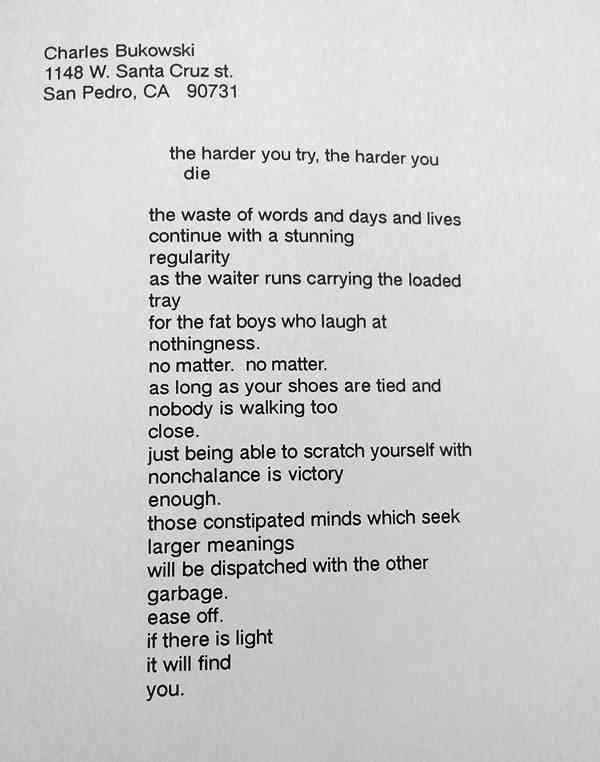 Charles Bukowski
1148 W. Santa Cruz st.
San Pedro, CA   90731
the harder you try, the harder you
die
the waste of words and days and lives
continue with a stunning
regularity
as the waiter runs carrying the loaded
tray
for the fat boys who laugh at
nothingness.
no matter.  no matter.
as long as your shoes are tied and
nobody is walking too
close.
just being able to scratch yourself with
nonchalance is victory
enough.
those constipated minds which seek
larger meanings
will be dispatched with the other
garbage.
ease off.
if there is light
it will find
you.